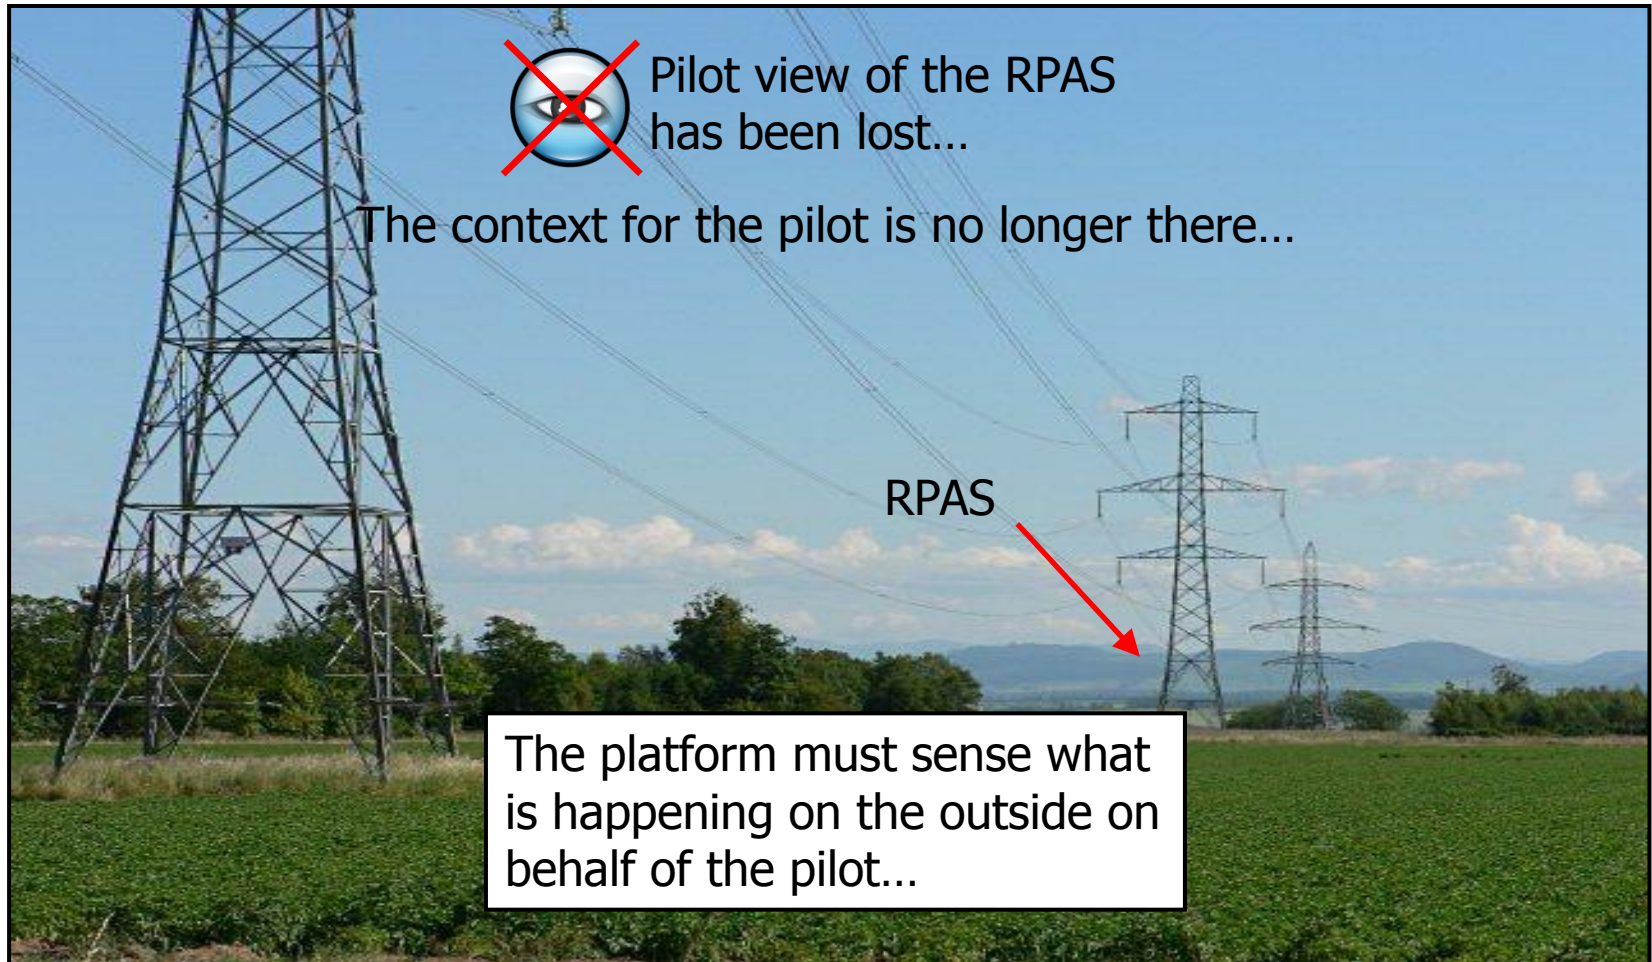 Pilot view of the RPAS
has been lost…
The context for the pilot is no longer there…
RPAS
The platform must sense what
is happening on the outside on
behalf of the pilot…